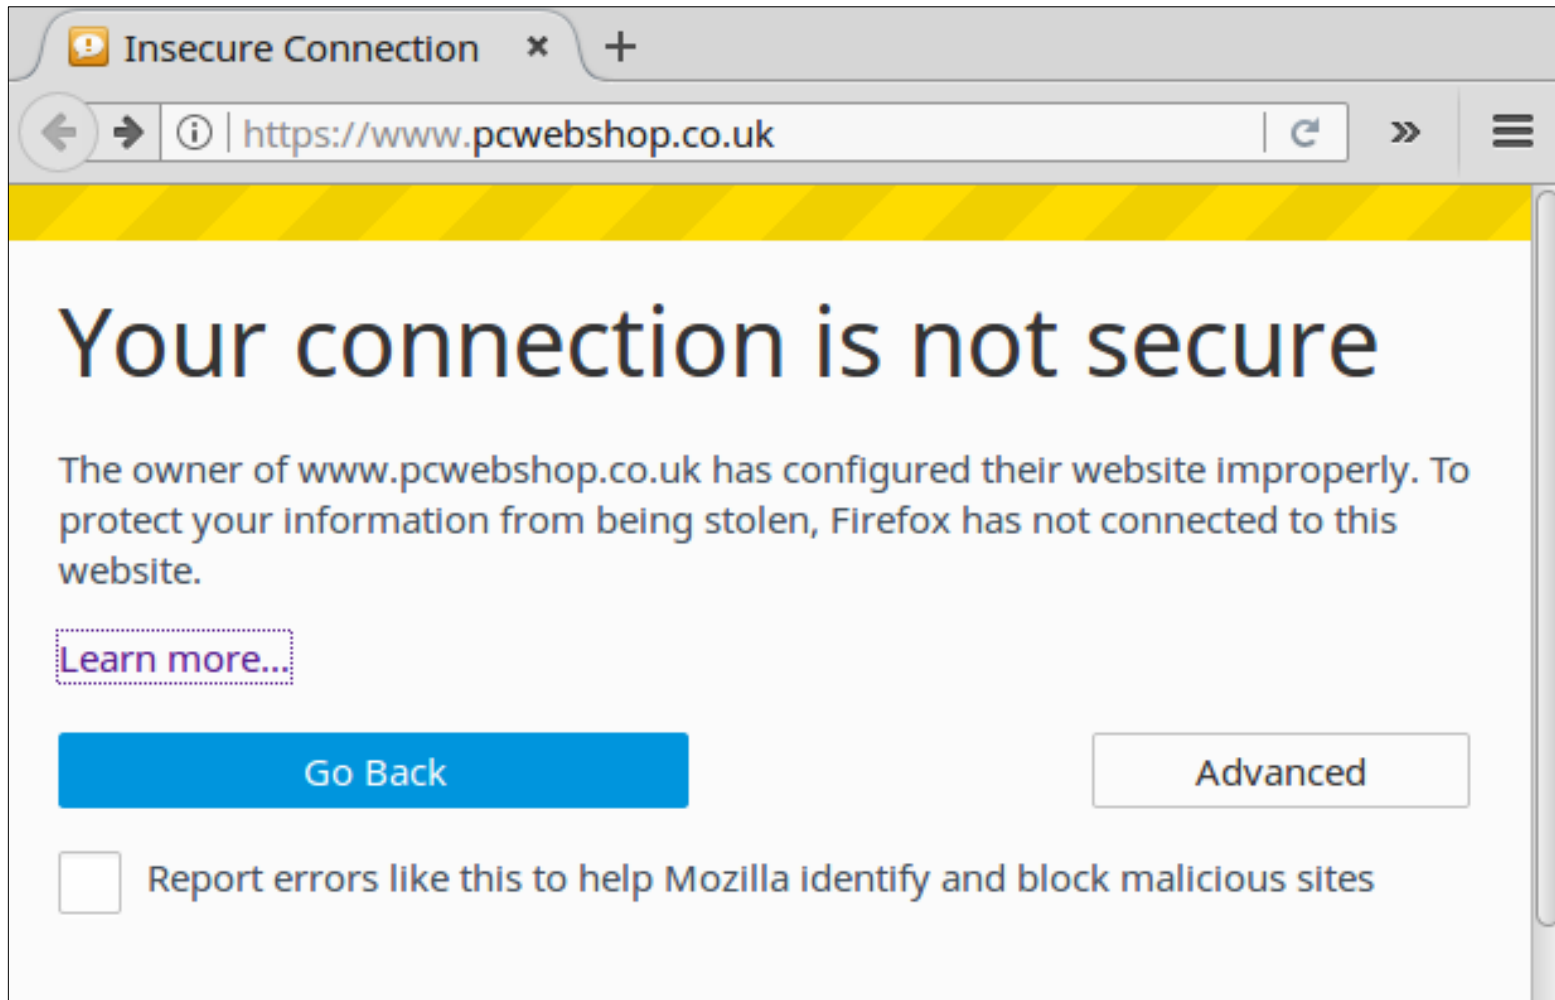 Insecure Connection
https://www.pcwebshop.co.uk
Your connection is not secure
The owner of www.pcwebshop.co.uk has configured their website improperly. To
protect your information from being stolen, Firefox has not connected to this
website.
Learn more...
Go Back
Advanced
Report errors like this to help Mozilla identify and block malicious sites